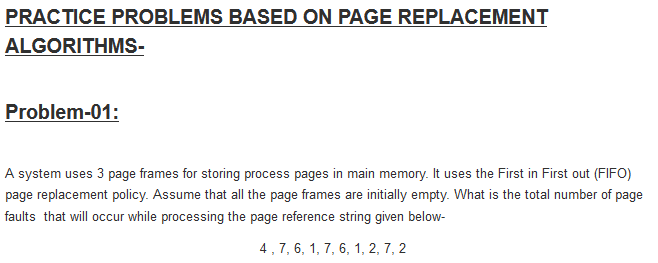 PRACTICE PROBLEMS BASED ON PAGE REPLACEMENT
ALGORITHMS-
Problem-01:
A system uses 3 page frames for storing process pages in main memory. It uses the First in First out (FIFO)
page replacement policy. Assume that all the page frames are initially empty. What is the total number of page
faults  that will occur while processing the page reference string given below-
4 , 7, 6, 1, 7, 6, 1, 2, 7, 2